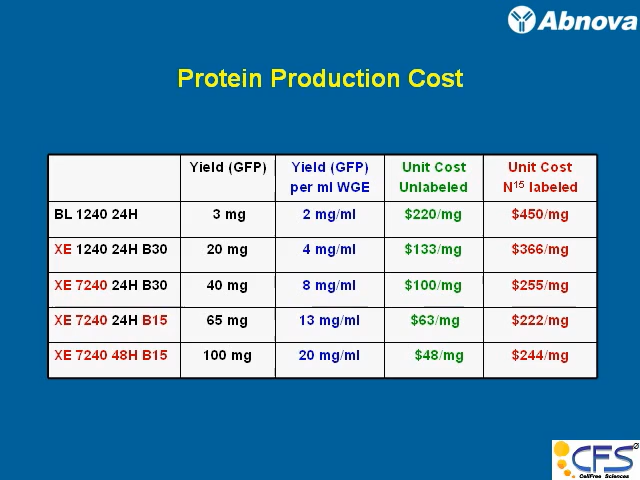 Abnova
Protein Production Cost
Yield (GFP) Yield (GFP) Unit Cost Unit Cost
per ml WGE Unlabeled N15 labeled
BL 1240 24H 3 mg 2 mg/ml $220/mg $450/mg
XE 1240 24H B30 20 mg 4 mg/ml $133/mg $366/mg
XE 7240 24H B30 40 mg 8 mg/ml $100/mg $255/mg
XE 7240 24H B15 65 mg 13 mg/ml $63/mg $222/mg
XE 7240 48H B15 100 mg 20 mg/ml $48/mg $244/mg
CFS
CellFree Sciences